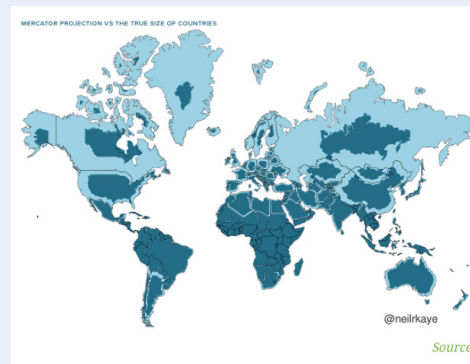 MERCATOR PROJECTION VS THE TRUE SIZE OF COUNTRIES
@neilrkaye
Source